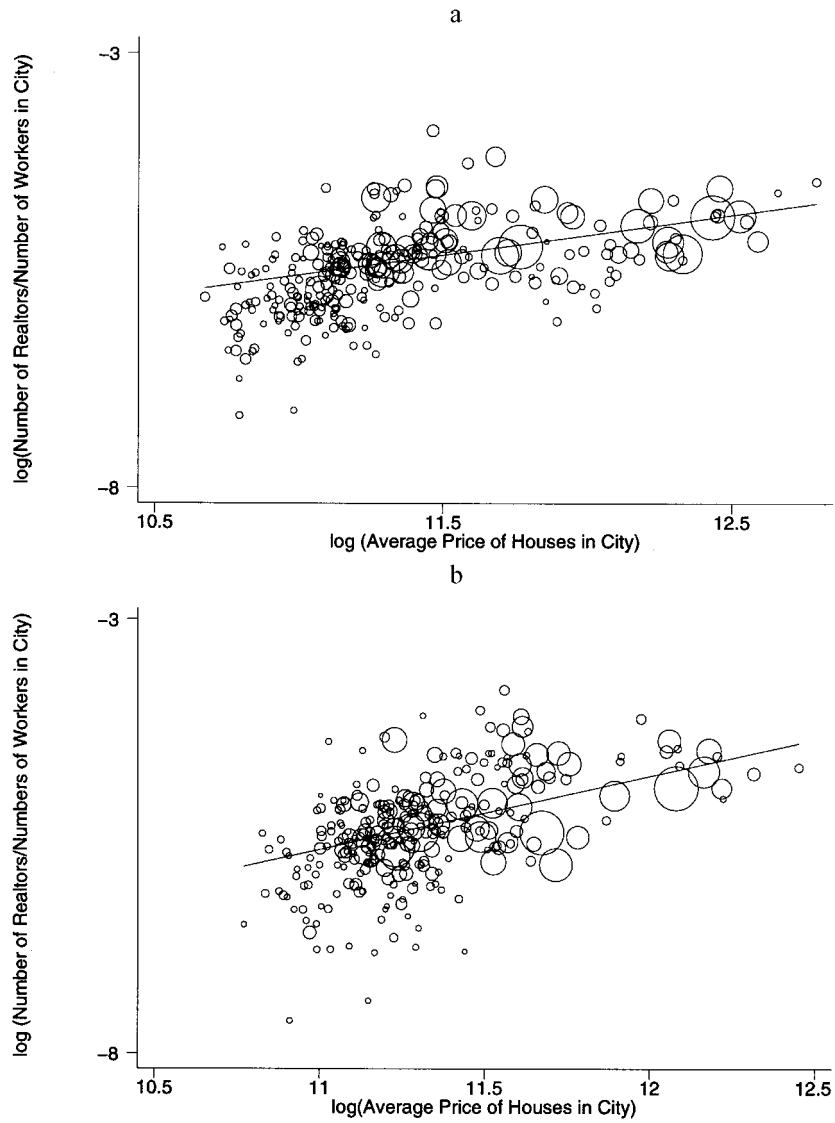 a
-3
log(Number of Realtors/Number of Workers in City)
-8
10.5
11.5
12.5
log (Average Price of Houses in City)
b
-3
log (Number of Realtors/Numbers of Workers in City)
-8
10.5
11
11.5
12
12.5
log(Average Price of Houses in City)